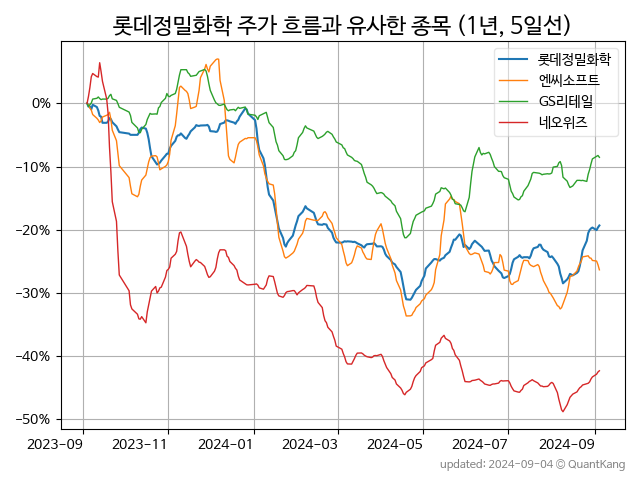 롯데정밀화학 주가 흐름과 유사한 종목 (1년, 5일선)
롯데정밀화학
엔씨소프트
GS리테일
네오위즈
0%
−10%
−20%
−30%
−40%
−50%
2023-09 2023-11 2024-01 2024-03 2024-05 2024-07 2024-09
updated: 2024-09-04 © QuantKang